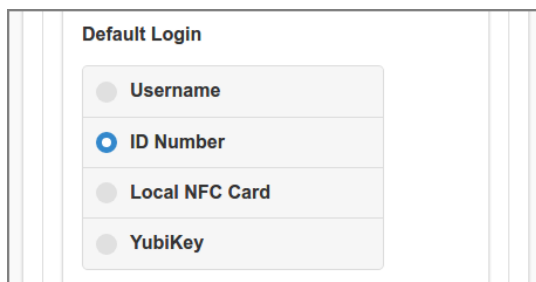 Default Login
Username
ID Number
Local NFC Card
YubiKey